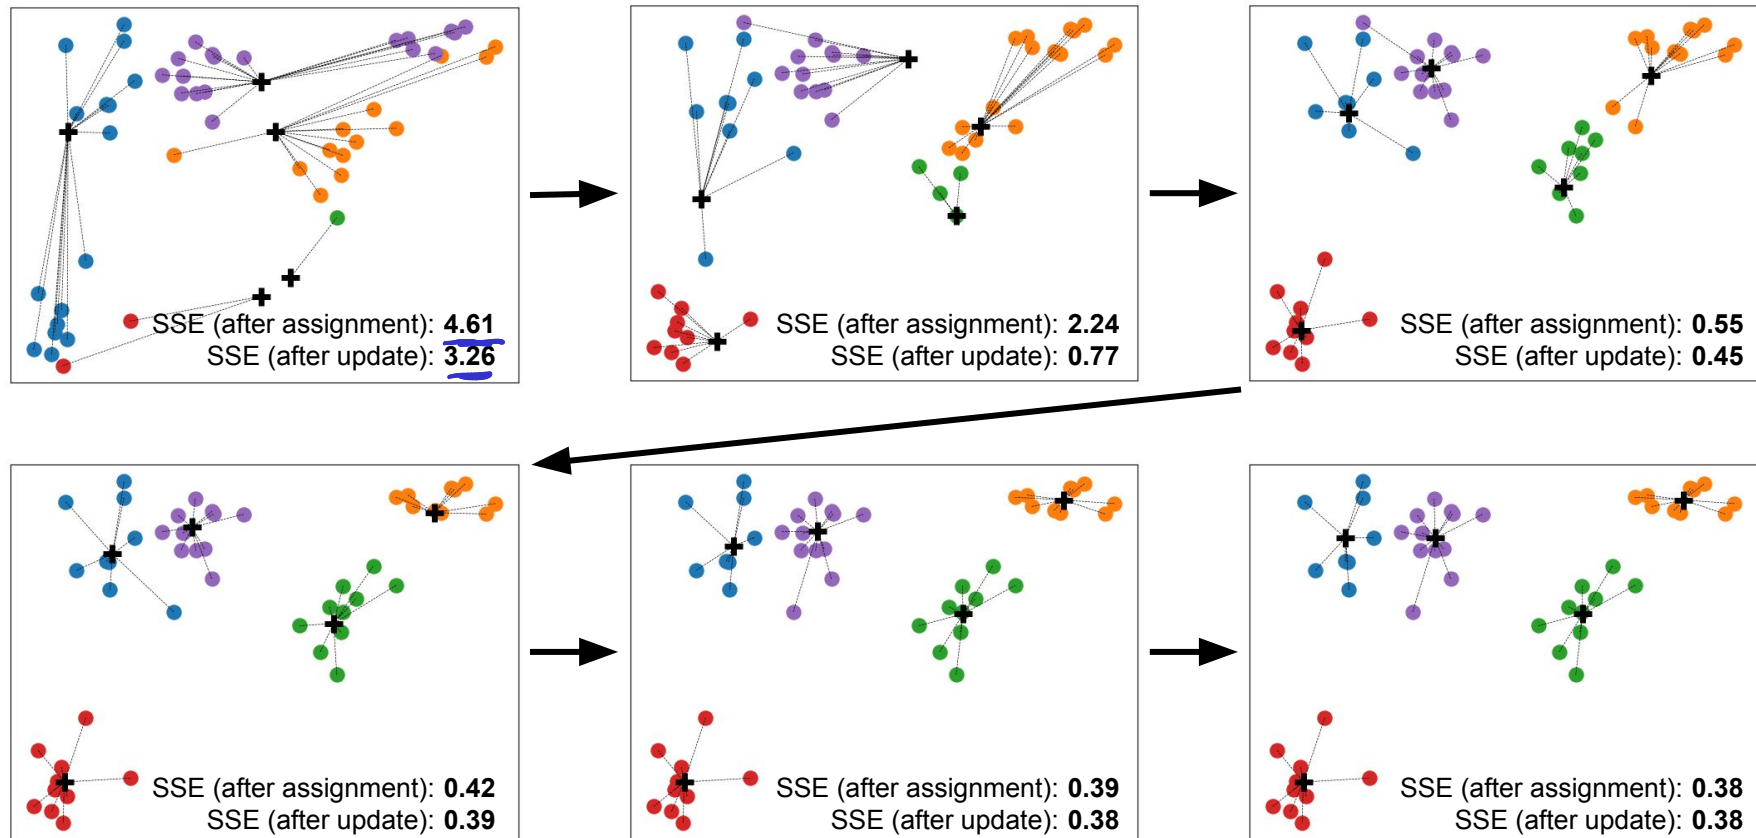 SSE (after assignment): 4.61
SSE (after update): 3.26
SSE (after assignment): 2.24
SSE (after update): 0.77
SSE (after assignment): 0.55
SSE (after update): 0.45
SSE (after assignment): 0.42
SSE (after update): 0.39
SSE (after assignment): 0.39
SSE (after update): 0.38
SSE (after assignment): 0.38
SSE (after update): 0.38